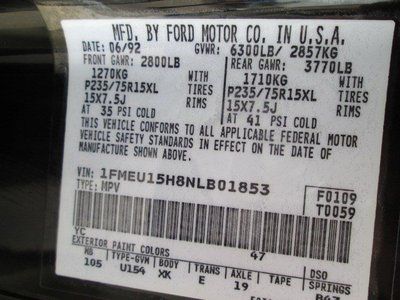 MFD. BY FORD MOTOR CO. IN U.S.A.
DATE: 06/92 GVWR: 6300LB/ 2857KG
FRONT GAWR: 2800LB REAR GAWR: 3770LB
1270KG WITH 1710KG WITH
P235/75R15XL TIRES P235/75R15XL TIRES
15X7.5J RIMS 15X7.5J RIMS
AT 35 PSI COLD AT 41 PSI COLD
THIS VEHICLE CONFORMS TO ALL APPLICABLE FEDERAL MOTOR
VEHICLE SAFETY STANDARDS IN EFFECT ON THE DATE OF
MANUFACTURE SHOWN ABOVE.
VIN: 1FMEU15H8NLB01853
TYPE: MPV
F0109
T0059
YC 47
EXTERIOR PAINT COLORS DSO
WB TYPE-GVM BODY TRANS AXLE TAPE SPRINGS
105 U154 XK E 19